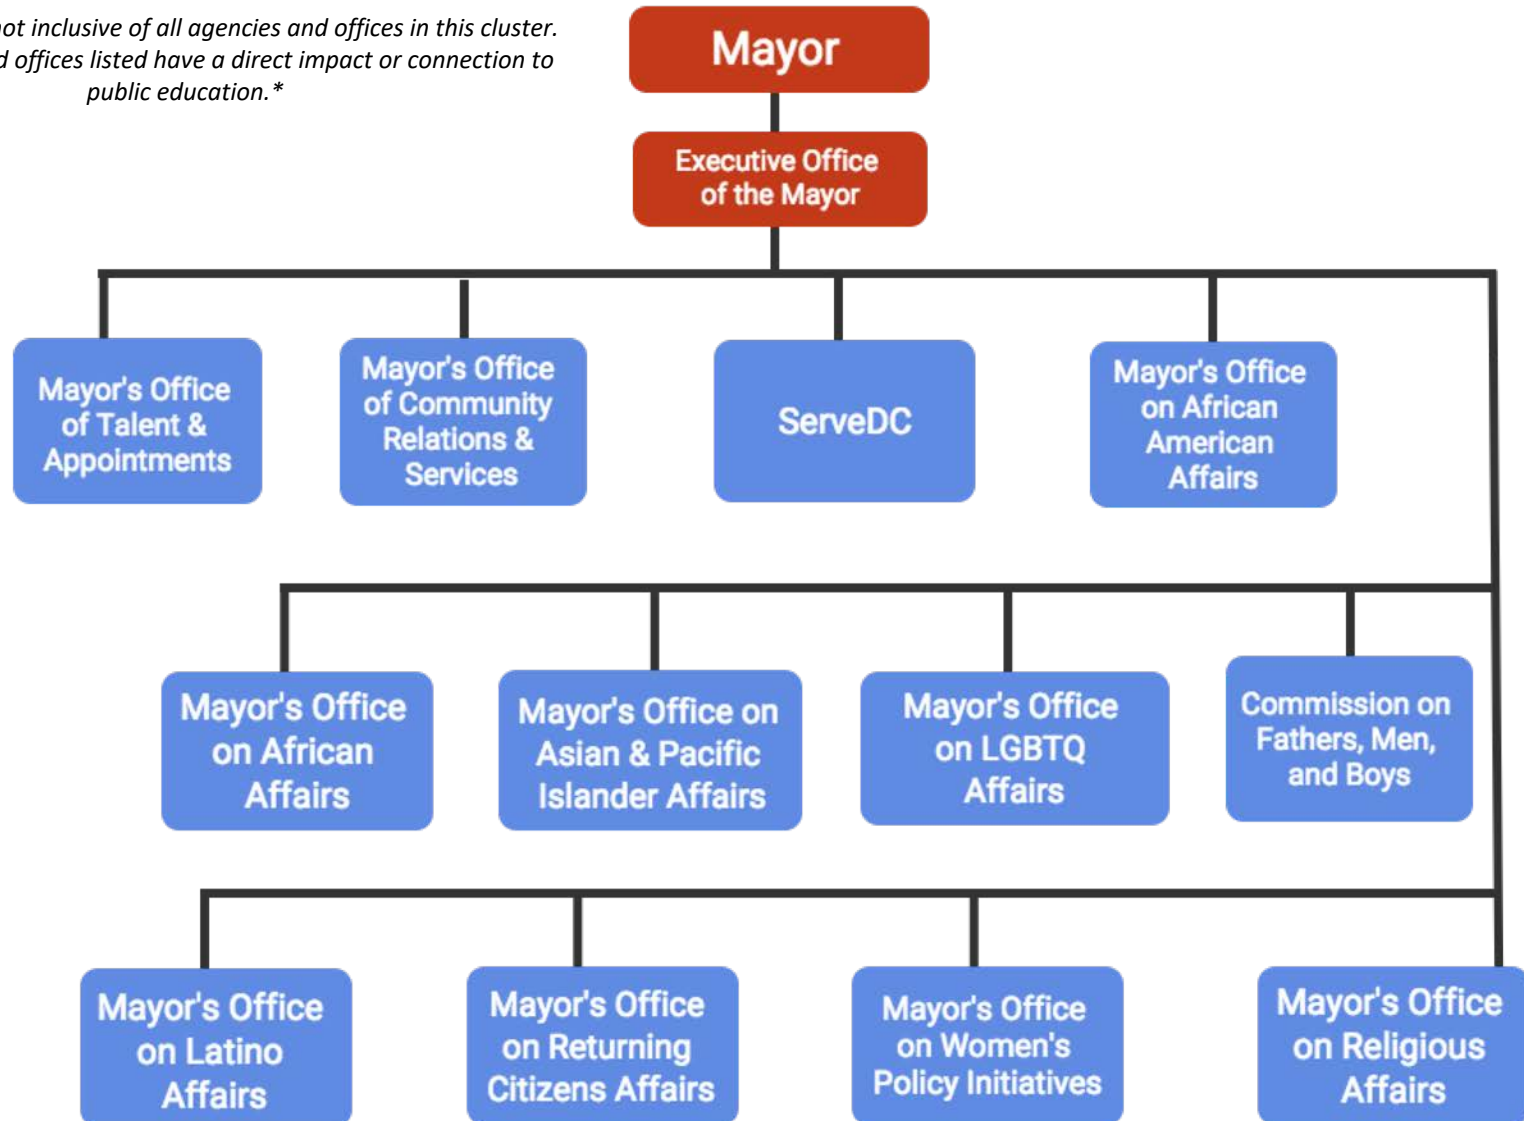 not inclusive of all agencies and offices in this cluster.
offices listed have a direct impact or connection to
public education.*
Mayor
Executive Office
of the Mayor
Mayor's Office
of Talent &
Appointments
Mayor's Office
of Community
Relations &
Services
ServeDC
Mayor's Office
on African
American
Affairs
Mayor's Office
on African
Affairs
Mayor's Office on
Asian & Pacific
Islander Affairs
Mayor's Office
on LGBTQ
Affairs
Commission on
Fathers, Men,
and Boys
Mayor's Office
on Latino
Affairs
Mayor's Office
on Returning
Citizens Affairs
Mayor's Office
on Women's
Policy Initiatives
Mayor's Office
on Religious
Affairs